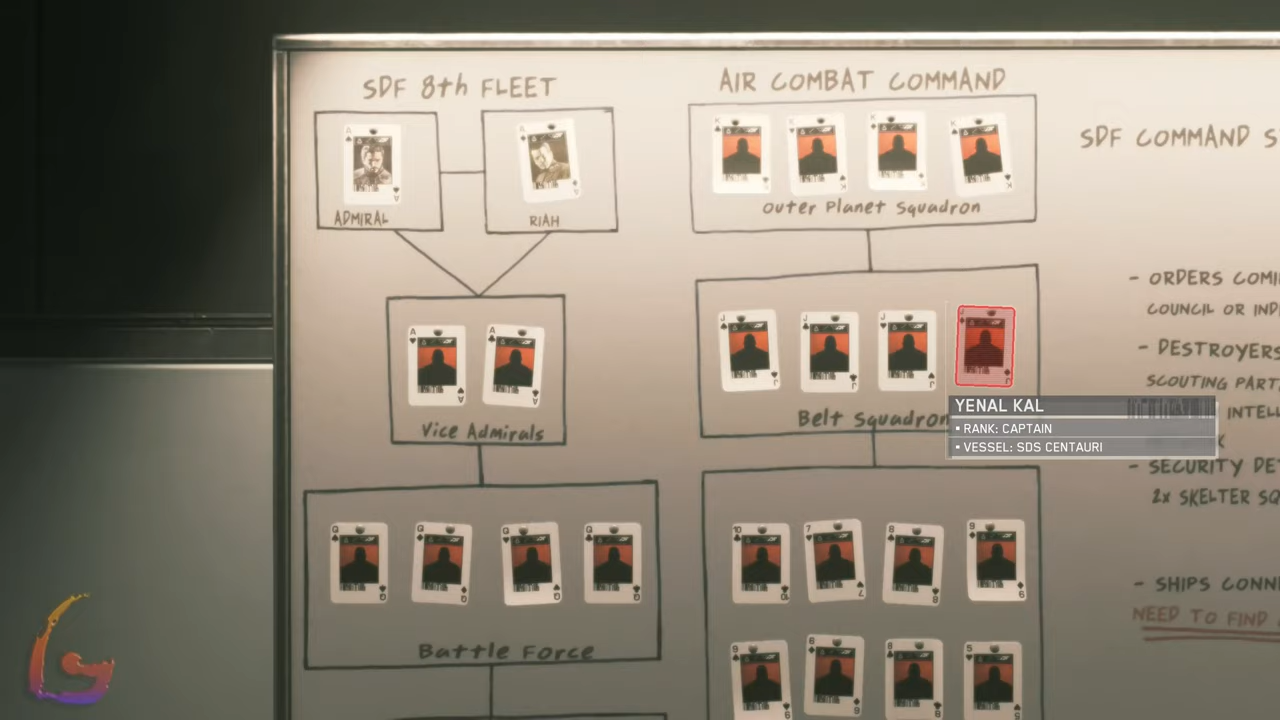 SDF 8th FLEET
ADMIRAL
RIAH
Vice Admirals
Battle Force
AIR COMBAT COMMAND
Outer Planet Squadron
Belt Squadron
YENAL KAL
▪ RANK: CAPTAIN
▪ VESSEL: SDS CENTAURI
SDF COMMAND S
- ORDERS COMI
COUNCIL OR IND
- DESTROYERS
SCOUTING PART
INTELL
- SECURITY DE
2x SKELTER SQ
- SHIPS CONN
NEED TO FIND